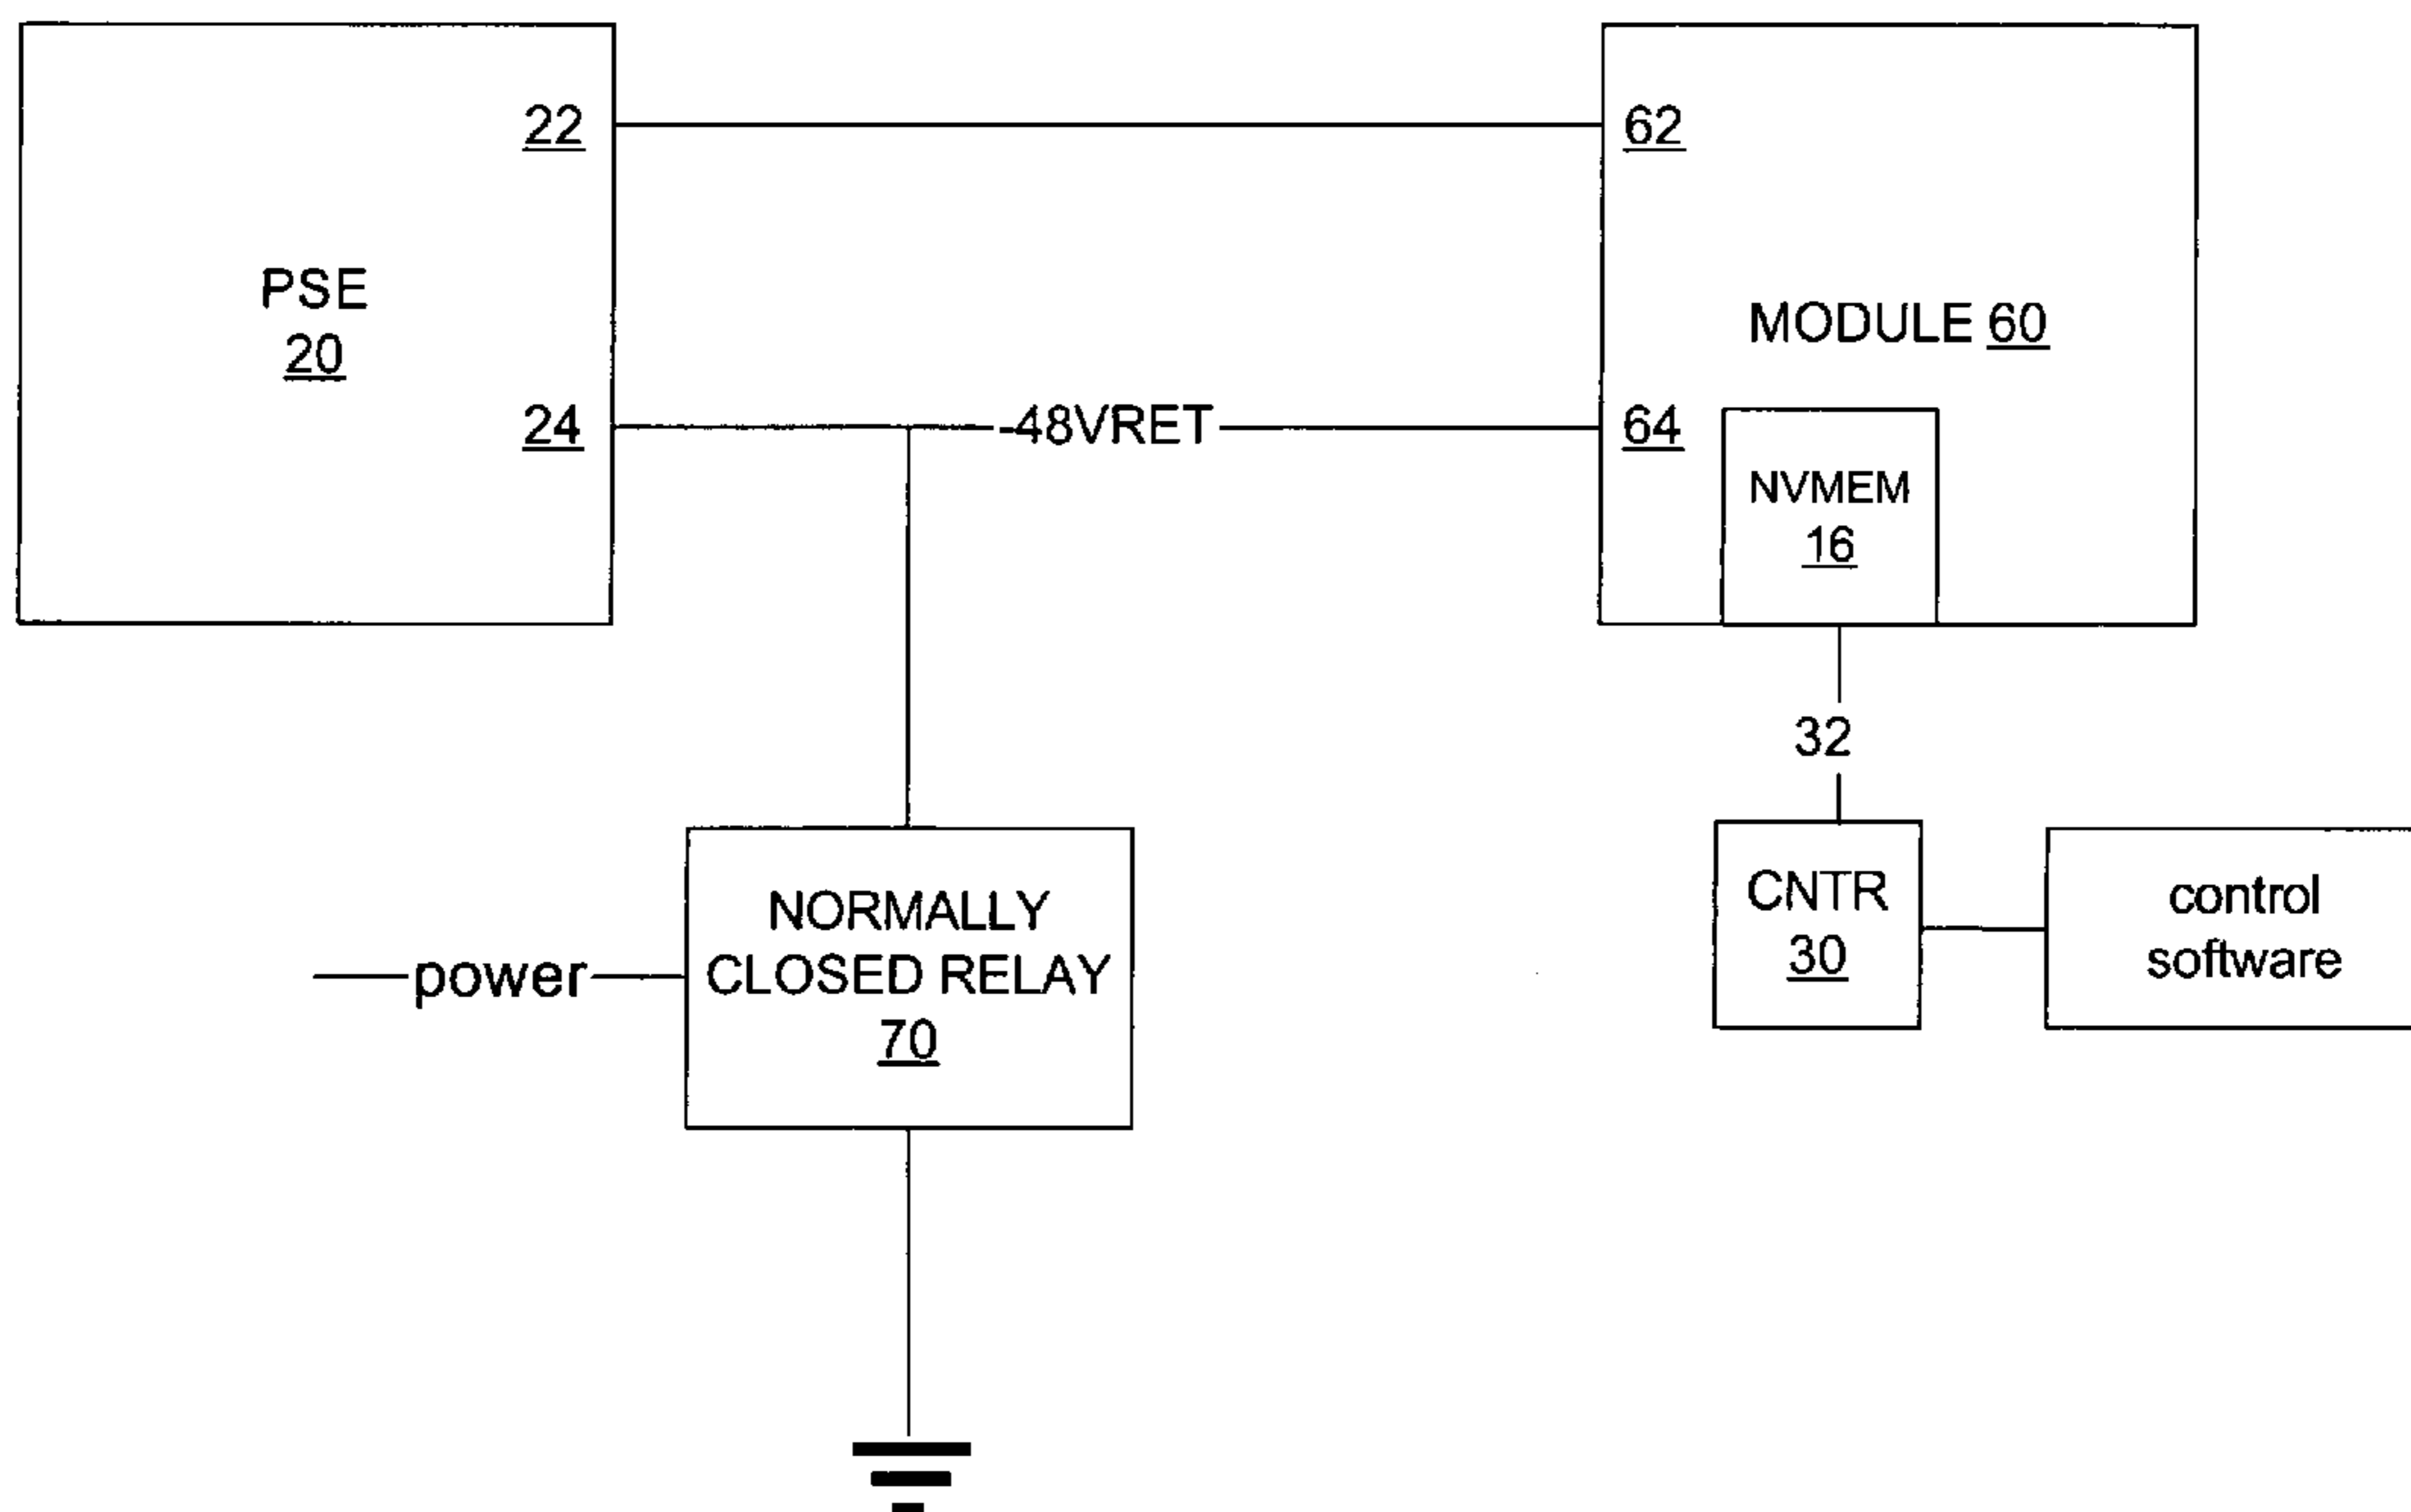 22
62
PSE
20
MODULE 60
24
-48VRET
64
NVMEM
16
32
NORMALLY
CLOSED RELAY
70
power
CNTR
30
control
software